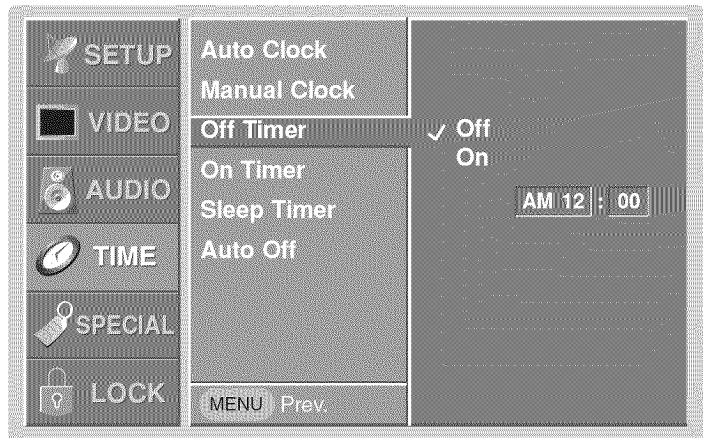 SETUP
VIDEO
AUDIO
TIME
SPECIAL
LOCK
Auto Clock
Manual Clock
Off Timer
On Timer
Sleep Timer
Auto Off
MENU Prev.
✓ Off
On
AM 12 : 00